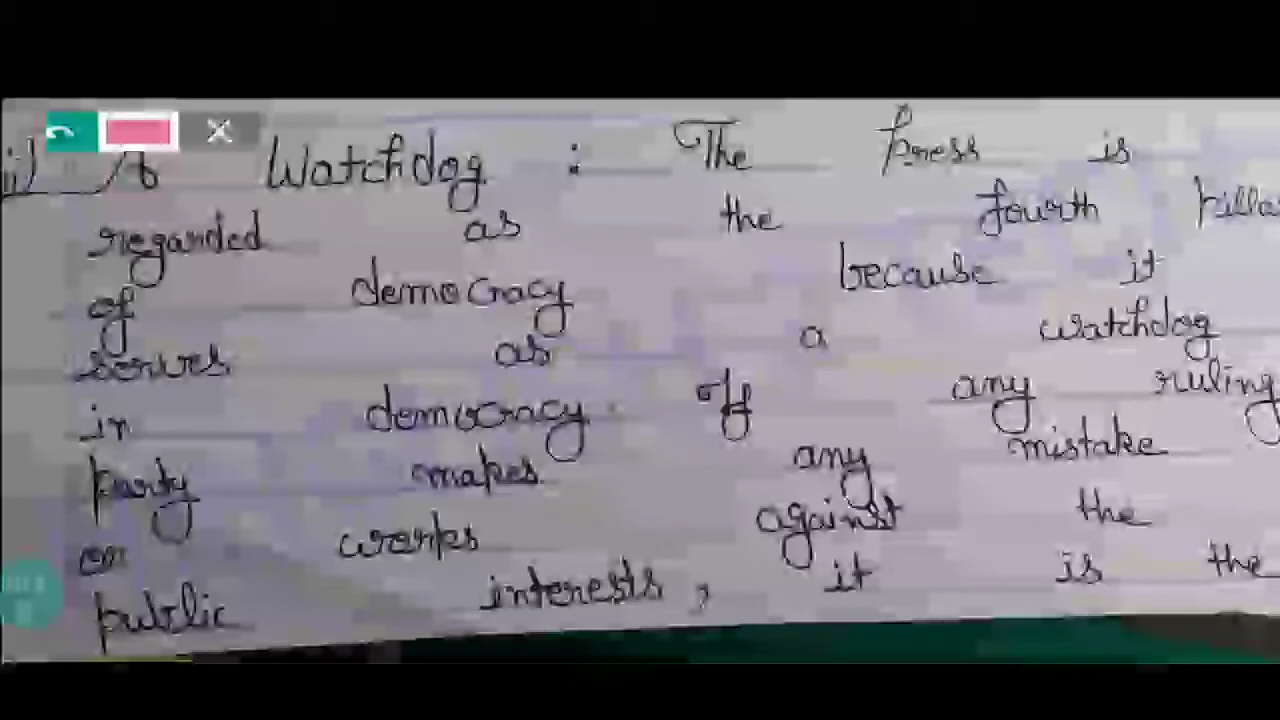 ii) A Watchdog : The Press is
regarded as the fourth pillar
of democracy because it
serves as a watchdog
in democracy. If any ruling
party makes any mistake
or works against the
public interests, it is the